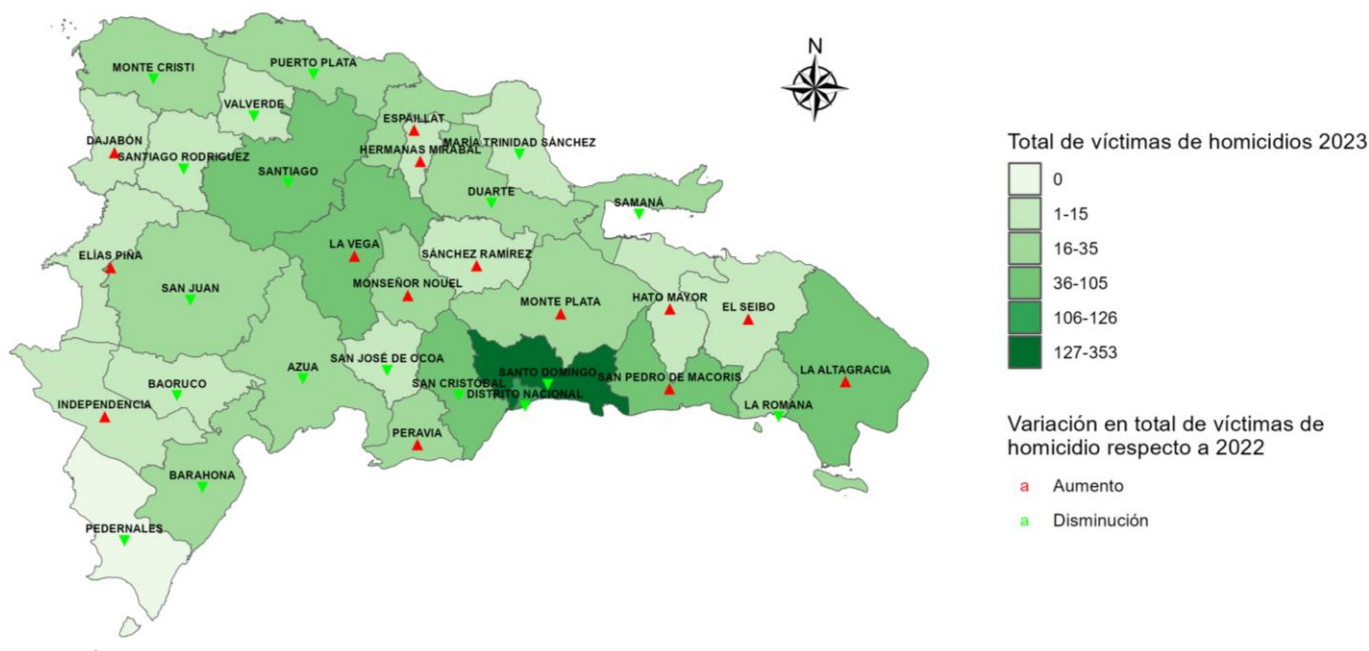 N
MONTE CRISTI
PUERTO PLATA
VALVERDE
ESPAILLAT
DAJABÓN
SANTIAGO RODRIGUEZ
HERMANAS MIRABAL
MARÍA TRINIDAD SÁNCHEZ
SANTIAGO
DUARTE
SAMANÁ
ELÍAS PIÑA
LA VEGA
SÁNCHEZ RAMÍREZ
SAN JUAN
MONSEÑOR NOUEL
MONTE PLATA
HATO MAYOR
EL SEIBO
AZUA
SAN JOSÉ DE OCOA
BAORUCO
SAN CRISTÓBAL
SANTO DOMINGO
DISTRITO NACIONAL
SAN PEDRO DE MACORIS
LA ALTAGRACIA
LA ROMANA
INDEPENDENCIA
PERAVIA
BARAHONA
PEDERNALES
Total de víctimas de homicidios 2023
0
1-15
16-35
36-105
106-126
127-353
Variación en total de víctimas de
homicidio respecto a 2022
a Aumento
a Disminución